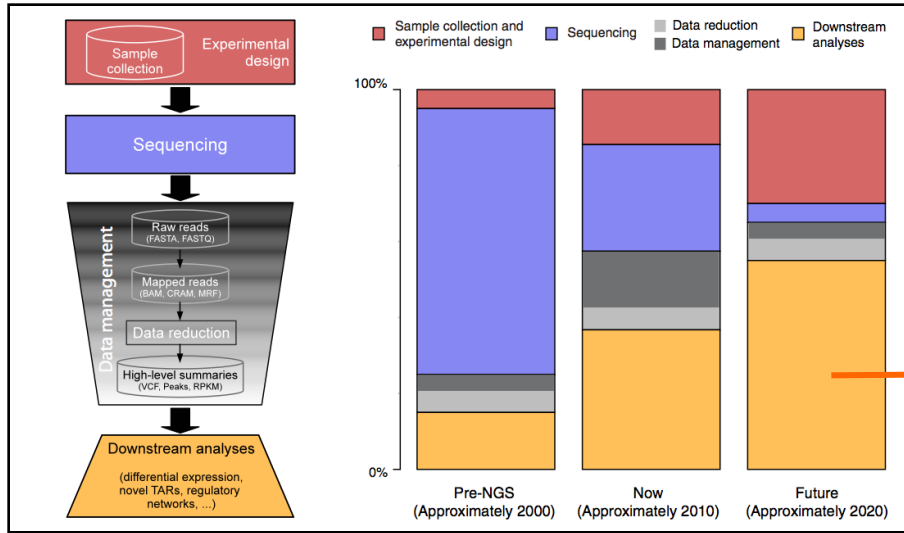 Sample
collection
Experimental
design
Sequencing
Data management
Raw reads
(FASTA, FASTQ)
Mapped reads
(BAM, CRAM, MRF)
Data reduction
High-level summaries
(VCF, Peaks, RPKM)
Downstream analyses
(differential expression,
novel TARs, regulatory
networks, ...)
Sample collection and
experimental design
Sequencing
Data reduction
Data management
Downstream
analyses
100%
0%
Pre-NGS
(Approximately 2000)
Now
(Approximately 2010)
Future
(Approximately 2020)